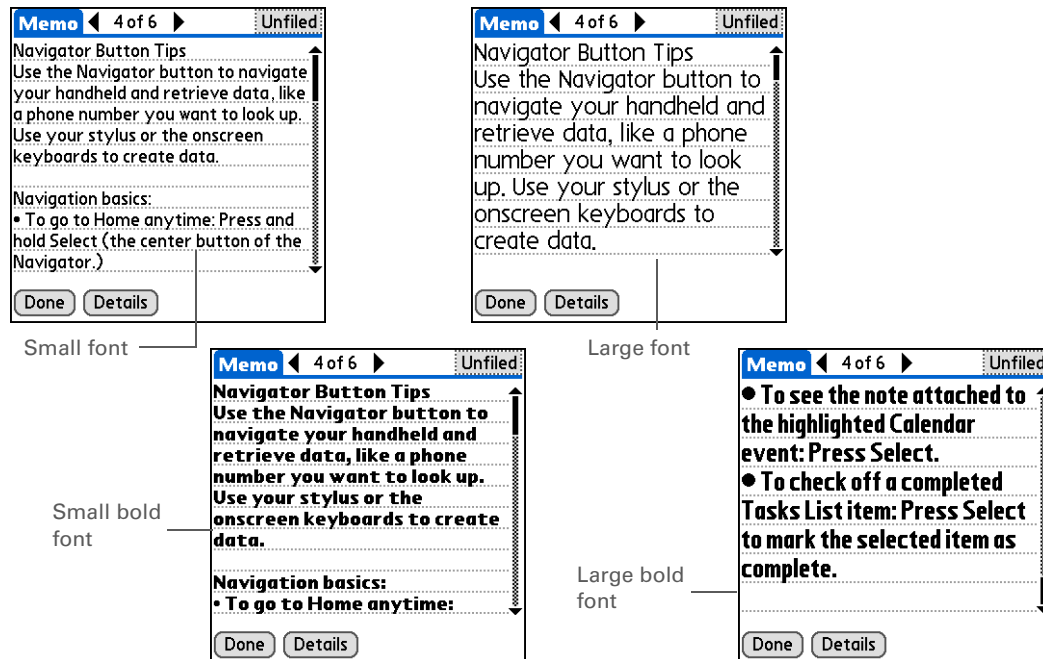 Memo 4 of 6 Unfiled
Navigator Button Tips
Use the Navigator button to navigate
your handheld and retrieve data, like
a phone number you want to look up.
Use your stylus or the onscreen
keyboards to create data.
Navigation basics:
• To go to Home anytime: Press and
hold Select (the center button of the
Navigator.)
Done Details
Small font
Memo 4 of 6 Unfiled
Navigator Button Tips
Use the Navigator button to
navigate your handheld and
retrieve data, like a phone
number you want to look
up. Use your stylus or the
onscreen keyboards to
create data.
Done Details
Large font
Memo 4 of 6 Unfiled
Navigator Button Tips
Use the Navigator button to
navigate your handheld and
retrieve data, like a phone
number you want to look up.
Use your stylus or the
onscreen keyboards to create
data.
Navigation basics:
• To go to Home anytime:
Done Details
Small bold
font
Memo 4 of 6 Unfiled
• To see the note attached to
the highlighted Calendar
event: Press Select.
• To check off a completed
Tasks List item: Press Select
to mark the selected item as
complete.
Done Details
Large bold
font